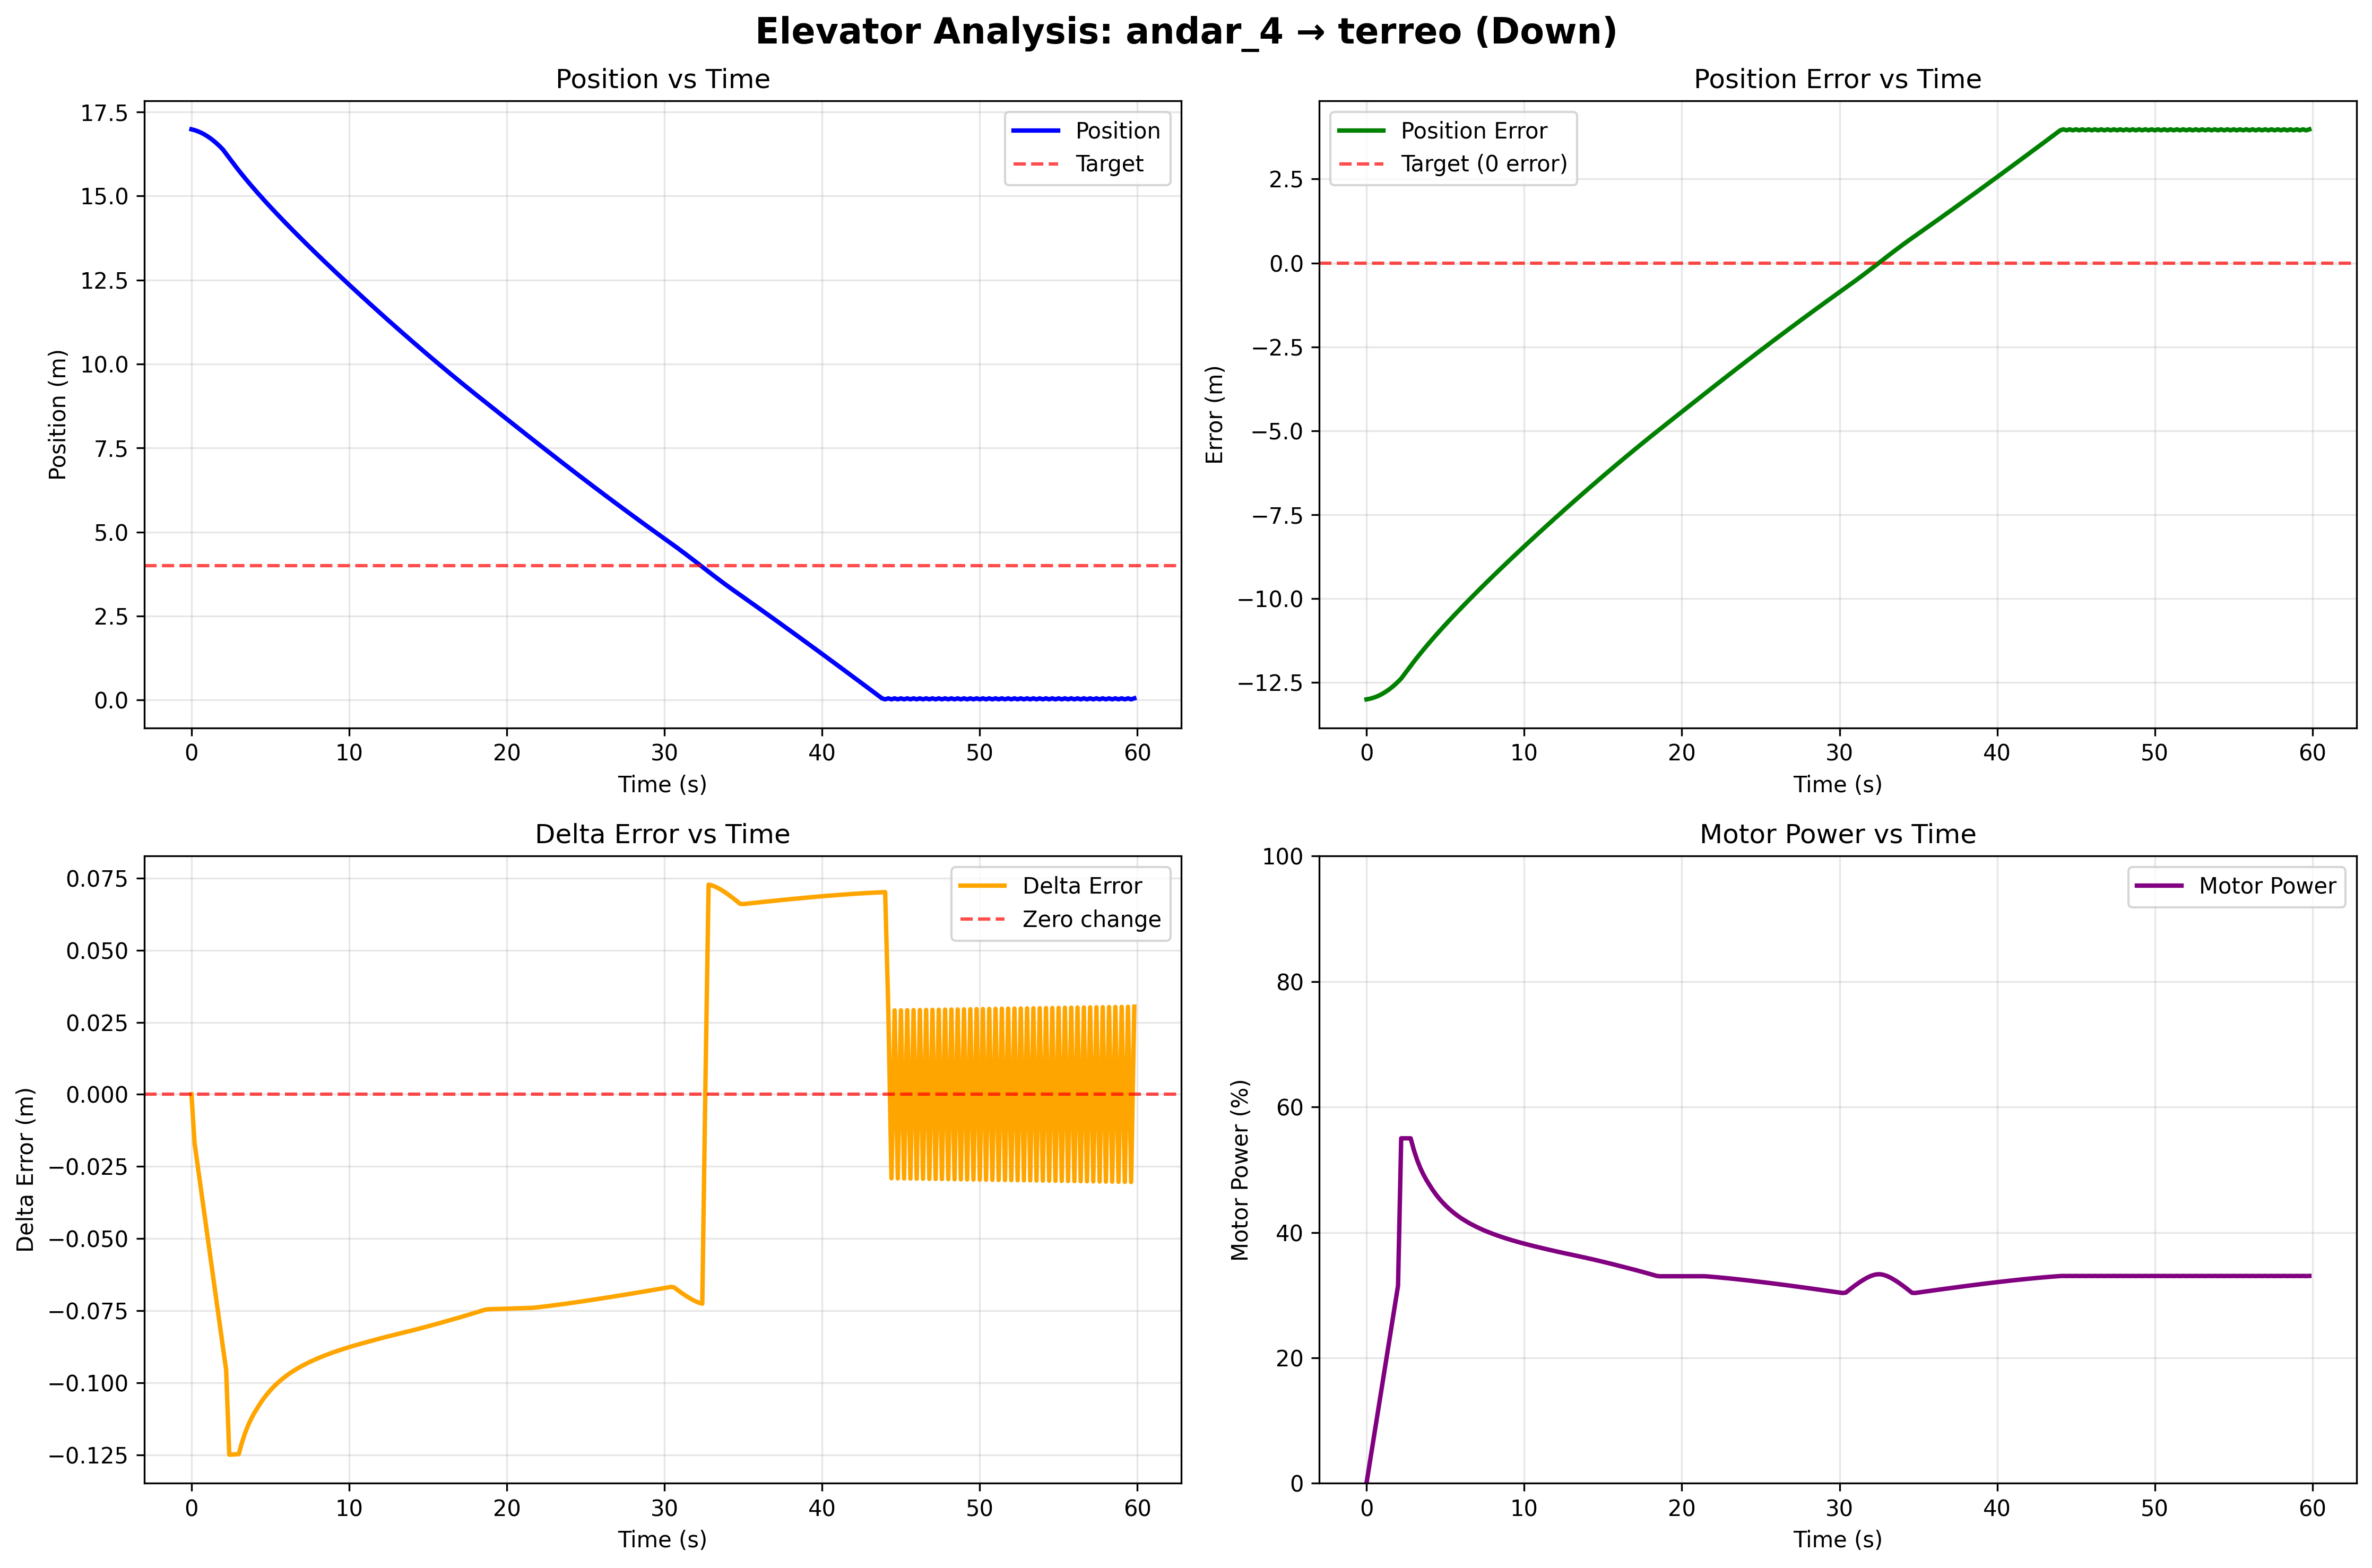 Elevator Analysis: andar_4 → terreo (Down)
Position vs Time
17.5
15.0
12.5
10.0
7.5
5.0
2.5
0.0
Position (m)
Position
Target
0 10 20 30 40 50 60
Time (s)
Position Error vs Time
2.5
0.0
−2.5
−5.0
−7.5
−10.0
−12.5
Error (m)
Position Error
Target (0 error)
0 10 20 30 40 50 60
Time (s)
Delta Error vs Time
0.075
0.050
0.025
0.000
−0.025
−0.050
−0.075
−0.100
−0.125
Delta Error (m)
Delta Error
Zero change
0 10 20 30 40 50 60
Time (s)
Motor Power vs Time
100
80
60
40
20
0
Motor Power (%)
Motor Power
0 10 20 30 40 50 60
Time (s)